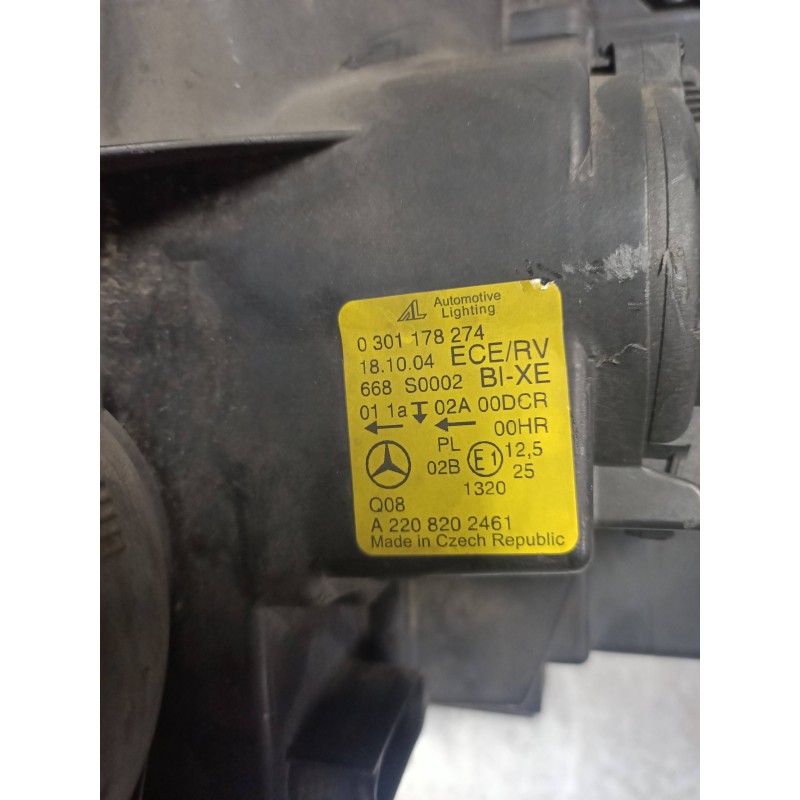 AL Automotive
Lighting
0 301 178 274
18.10.04 ECE/RV
668 S0002 BI-XE
01 1a 02A 00DCR
00HR
PL
02B E1 12,5
25
1320
Q08
A 220 820 2461
Made in Czech Republic